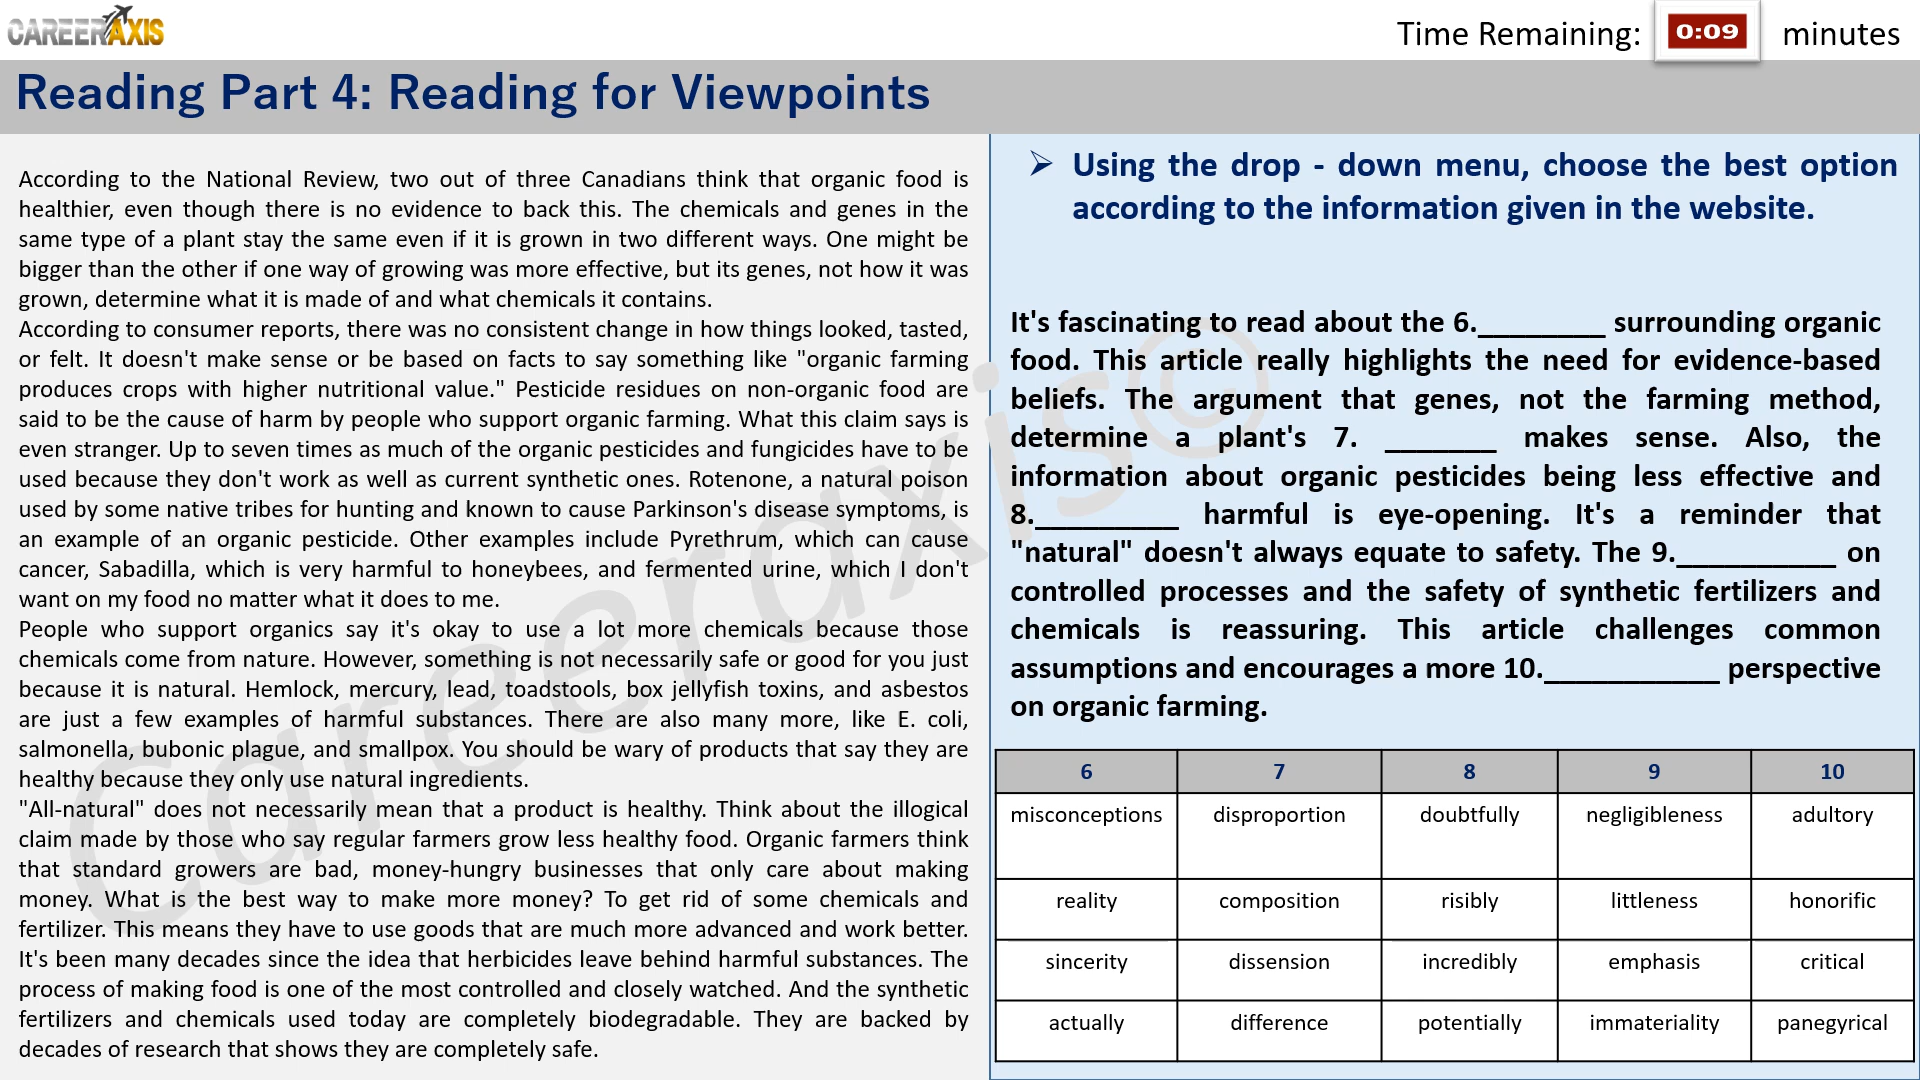 CAREERAXIS
Time Remaining: 0:09 minutes
Reading Part 4: Reading for Viewpoints
According to the National Review, two out of three Canadians think that organic food is
healthier, even though there is no evidence to back this. The chemicals and genes in the
same type of a plant stay the same even if it is grown in two different ways. One might be
bigger than the other if one way of growing was more effective, but its genes, not how it was
grown, determine what it is made of and what chemicals it contains.
According to consumer reports, there was no consistent change in how things looked, tasted,
or felt. It doesn't make sense or be based on facts to say something like "organic farming
produces crops with higher nutritional value." Pesticide residues on non-organic food are
said to be the cause of harm by people who support organic farming. What this claim says is
even stranger. Up to seven times as much of the organic pesticides and fungicides have to be
used because they don't work as well as current synthetic ones. Rotenone, a natural poison
used by some native tribes for hunting and known to cause Parkinson's disease symptoms, is
an example of an organic pesticide. Other examples include Pyrethrum, which can cause
cancer, Sabadilla, which is very harmful to honeybees, and fermented urine, which I don't
want on my food no matter what it does to me.
People who support organics say it's okay to use a lot more chemicals because those
chemicals come from nature. However, something is not necessarily safe or good for you just
because it is natural. Hemlock, mercury, lead, toadstools, box jellyfish toxins, and asbestos
are just a few examples of harmful substances. There are also many more, like E. coli,
salmonella, bubonic plague, and smallpox. You should be wary of products that say they are
healthy because they only use natural ingredients.
"All-natural" does not necessarily mean that a product is healthy. Think about the illogical
claim made by those who say regular farmers grow less healthy food. Organic farmers think
that standard growers are bad, money-hungry businesses that only care about making
money. What is the best way to make more money? To get rid of some chemicals and
fertilizer. This means they have to use goods that are much more advanced and work better.
It's been many decades since the idea that herbicides leave behind harmful substances. The
process of making food is one of the most controlled and closely watched. And the synthetic
fertilizers and chemicals used today are completely biodegradable. They are backed by
decades of research that shows they are completely safe.
Careeraxis©
➢ Using the drop - down menu, choose the best option
according to the information given in the website.
It's fascinating to read about the 6.________ surrounding organic
food. This article really highlights the need for evidence-based
beliefs. The argument that genes, not the farming method,
determine a plant's 7. _______ makes sense. Also, the
information about organic pesticides being less effective and
8._________ harmful is eye-opening. It's a reminder that
"natural" doesn't always equate to safety. The 9.__________ on
controlled processes and the safety of synthetic fertilizers and
chemicals is reassuring. This article challenges common
assumptions and encourages a more 10.___________ perspective
on organic farming.
6 7 8 9 10
misconceptions disproportion doubtfully negligibleness adultory
reality composition risibly littleness honorific
sincerity dissension incredibly emphasis critical
actually difference potentially immateriality panegyrical